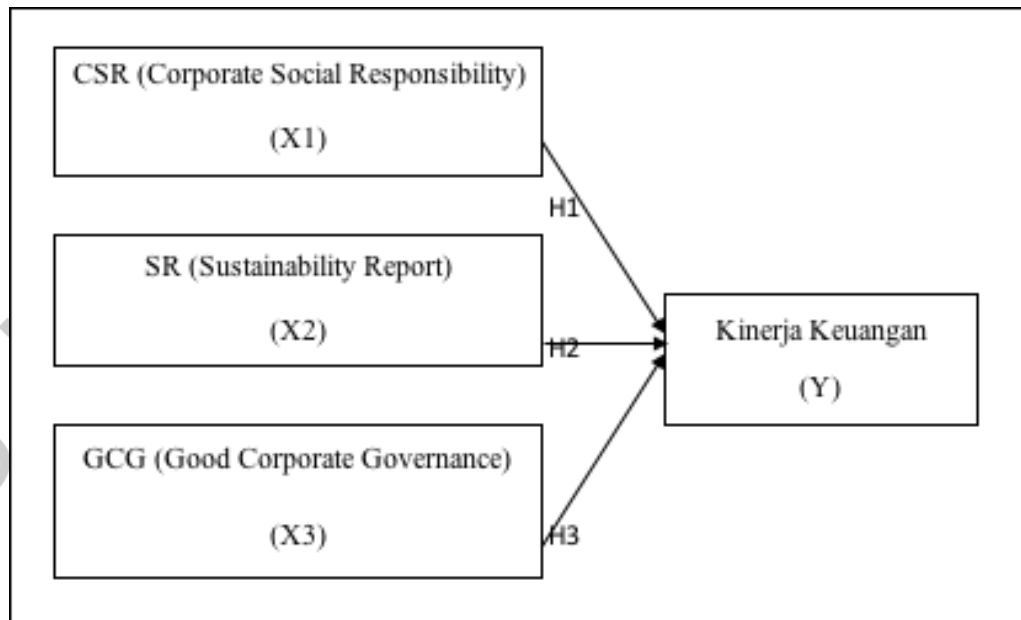 CSR (Corporate Social Responsibility)
(X1)
H1
SR (Sustainability Report)
(X2)
H2
Kinerja Keuangan
(Y)
GCG (Good Corporate Governance)
(X3)
H3